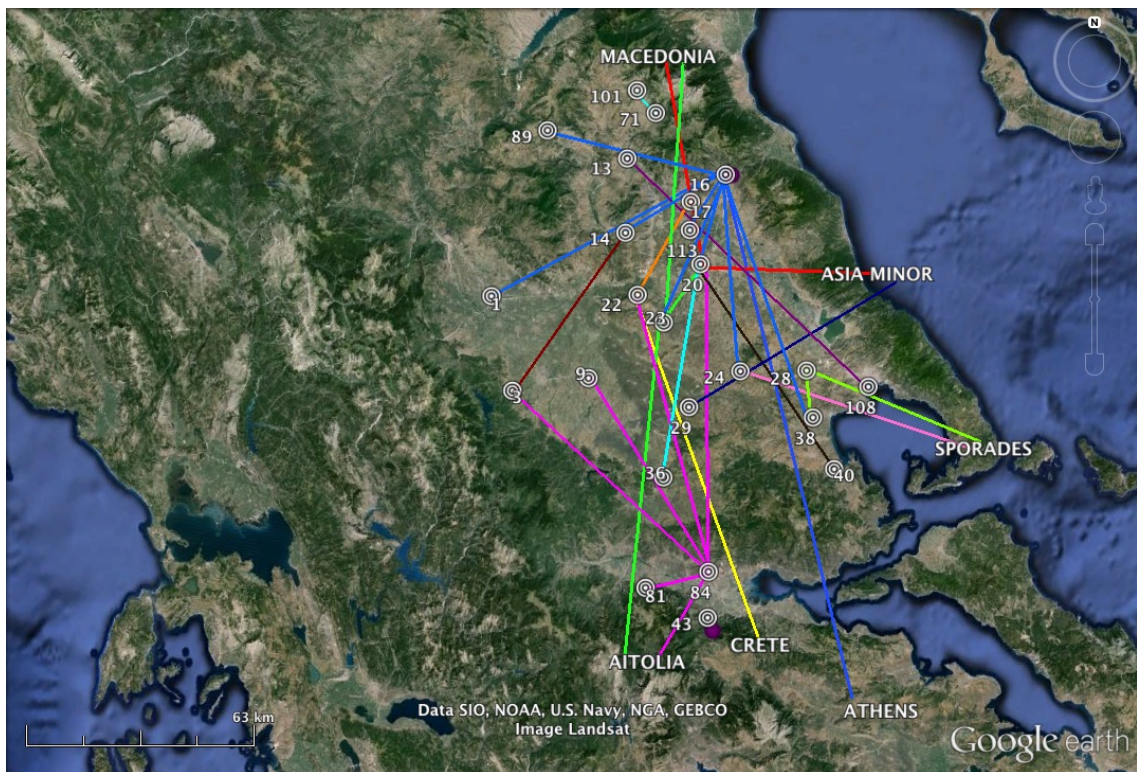 N
MACEDONIA
101
71
89
13
16
17
14
113
ASIA MINOR
20
1
22
23
9
24
28
3
108
29
38
SPORADES
36
40
81
84
43
CRETE
AITOLIA
63 km
Data SIO, NOAA, U.S. Navy, NGA, GEBCO
ATHENS
Image Landsat
Google earth